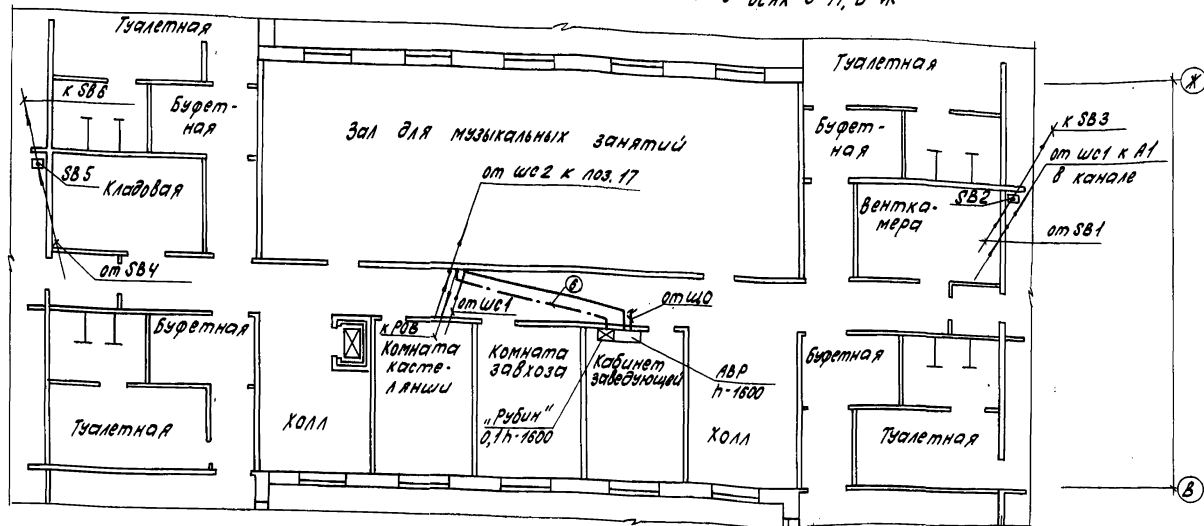 Туалетная
к SB6
Буфет-
ная
SB5
Кладовая
от SB4
Зал для музыкальных занятий
от шс2 к поз. 17
Туалетная
Буфет-
ная
к SB3
от шс1 к А1
в канале
SB2
Вентка-
мера
от SB1
Ж
6
от шс1
от ЩО
к РОВ
Буфетная
Туалетная
Холл
Комната
касте-
лянши
Комната
завхоза
Кабинет
заведующей
АВР
h-1600
"Рубин"
0,1 h-1600
Холл
Буфетная
Туалетная
В